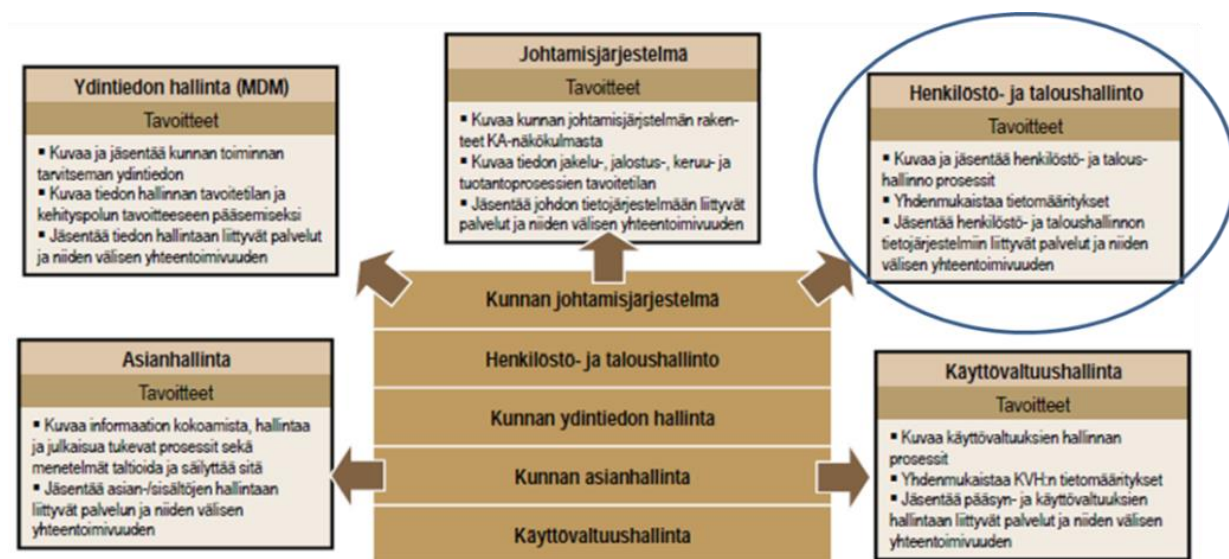 Ydintiedon hallinta (MDM)
Tavoitteet
▪ Kuvaa ja jäsentää kunnan toiminnan
tarvitseman ydintiedon
▪ Kuvaa tiedon hallinnan tavoitetilan ja
kehityspolun tavoitteeseen pääsemiseksi
▪ Jäsentää tiedon hallintaan liittyvät palvelut
ja niiden välisen yhteentoimivuuden
Johtamisjärjestelmä
Tavoitteet
▪ Kuvaa kunnan johtamisjärjstelmän raken-
teet KA-näkökulmasta
▪ Kuvaa tiedon jakelu-, jalostus-, keruu- ja
tuotantoprosessien tavoitetilan
▪ Jäsentää johdon tietojärjestelmään liittyvät
palvelut ja niiden välisen yhteentoimivuuden
Henkilöstö- ja taloushallinto
Tavoitteet
▪ Kuvaa ja jäsentää henkilöstö- ja talous-
hallinno prosessit
▪ Yhdenmukaistaa tietomääritykset
▪ Jäsentää henkilöstö- ja taloushallinnon
tietojärjestelmiin liittyvät palvelut ja niiden
välisen yhteentoimivuuden
Kunnan johtamisjärjestelmä
Henkilöstö- ja taloushallinto
Kunnan ydintiedon hallinta
Kunnan asianhallinta
Käyttövaltuushallinta
Asianhallinta
Tavoitteet
▪ Kuvaa information kokoamista, hallintaa
ja julkaisua tukevat prosessit sekä
menetelmät taltioida ja säilyttää sitä
▪ Jäsentää asian-/sisältöjen hallintaan
liittyvät palvelun ja niiden välisen
yhteentoimivuuden
Käyttövaltuushallinta
Tavoitteet
▪ Kuvaa käyttövaltuuksien hallinnan
prosessit
▪ Yhdenmukaistaa KVH:n tietomääritykset
▪ Jäsentää pääsyn- ja käyttövaltuuksien
hallintaan liittyvät palvelut ja niiden välisen
yhteentoimivuuden